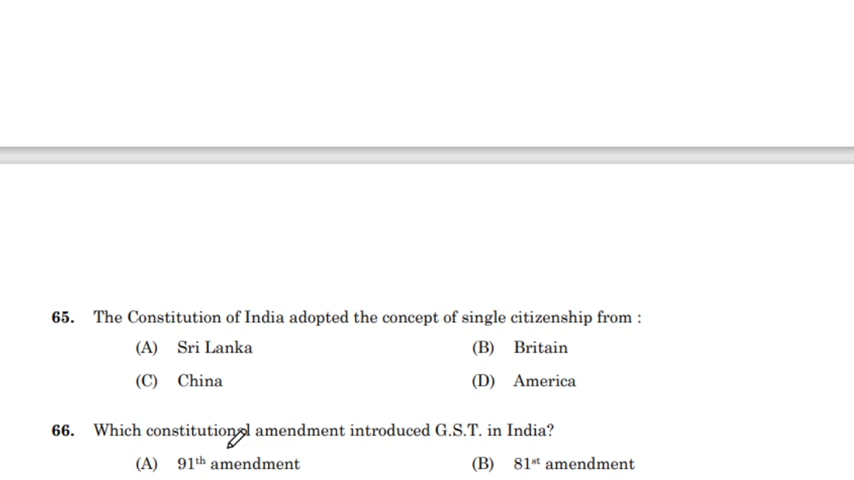 65. The Constitution of India adopted the concept of single citizenship from :
(A) Sri Lanka (B) Britain
(C) China (D) America
66. Which constitutional amendment introduced G.S.T. in India?
(A) 91th amendment (B) 81st amendment